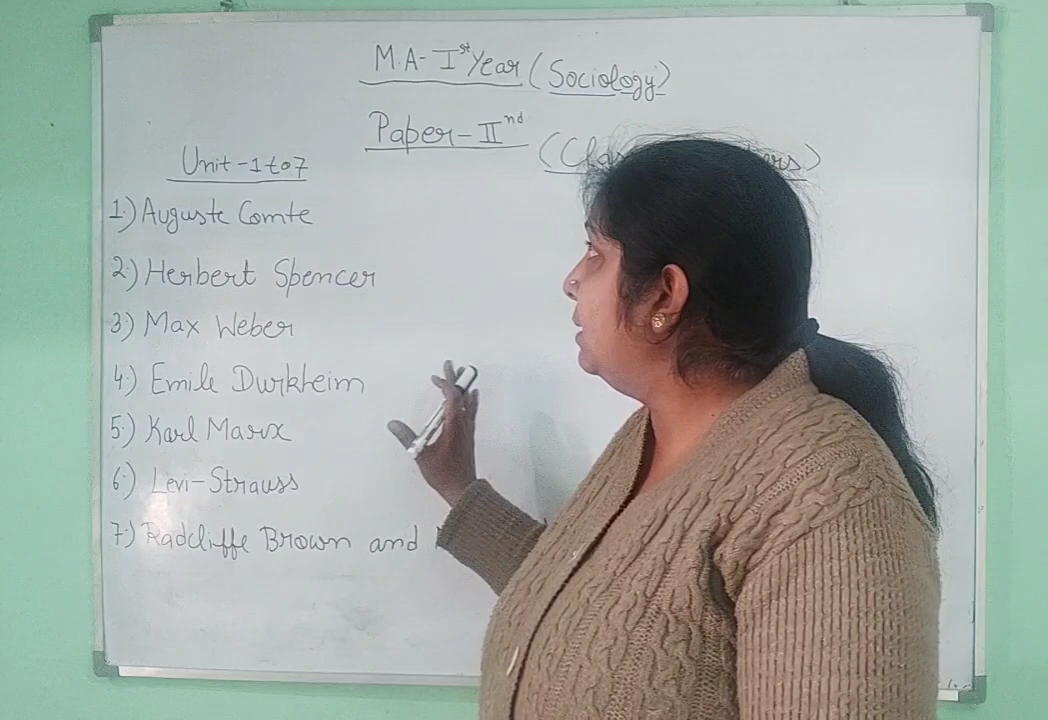 M.A- Ist Year (Sociology)
Paper-IInd
Unit-1 to 7
1.) Auguste Comte
2.) Herbert Spencer
3) Max Weber
4.) Emile Durkheim
5.) Karl Marx
6.) Levi-Strauss
7.) Radcliffe Brown and